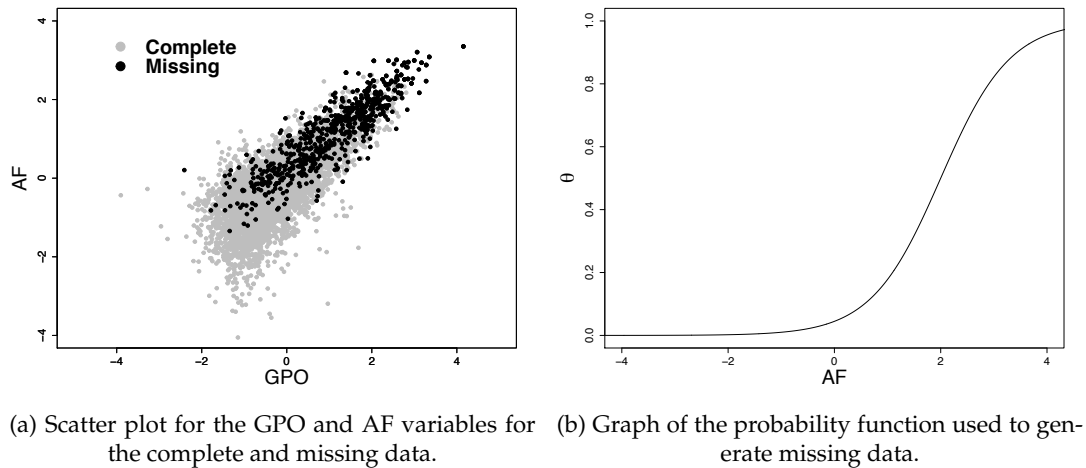 4
2
0
−2
−4
AF
Complete
Missing
−4
−2
0
2
4
GPO
1.0
0.8
0.6
0.4
0.2
0.0
θ
−4
−2
0
2
4
AF
(a) Scatter plot for the GPO and AF variables for
the complete and missing data.
(b) Graph of the probability function used to gen-
erate missing data.